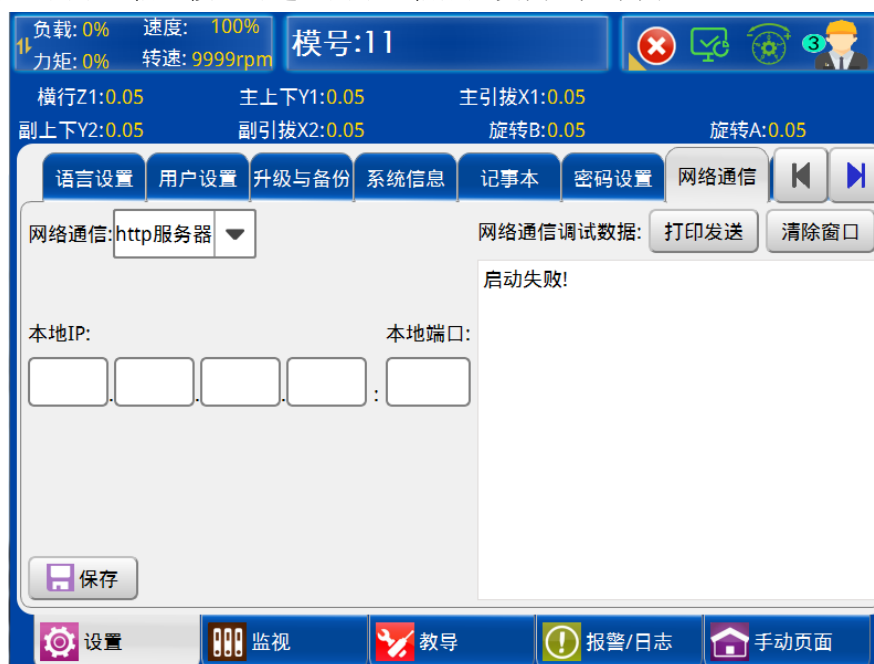 负载: 0% 速度: 100%
力矩: 0% 转速: 9999rpm
模号:11
3
横行Z1:0.05 主上下Y1:0.05 主引拔X1:0.05
副上下Y2:0.05 副引拔X2:0.05 旋转B:0.05 旋转A:0.05
语言设置 用户设置 升级与备份 系统信息 记事本 密码设置 网络通信
网络通信: http服务器 网络通信调试数据: 打印发送 清除窗口
启动失败!
本地IP: 本地端口:
. . . :
保存
设置 监视 教导 报警/日志 手动页面